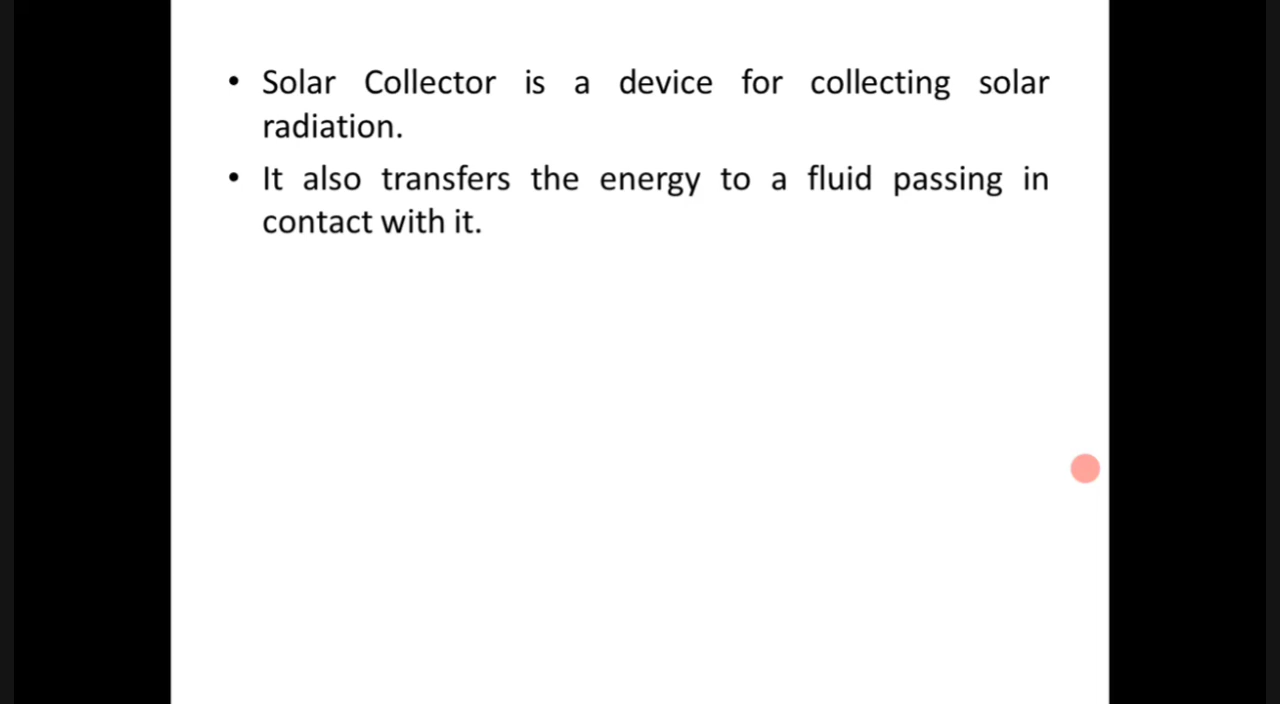 • Solar Collector is a device for collecting solar
radiation.
• It also transfers the energy to a fluid passing in
contact with it.